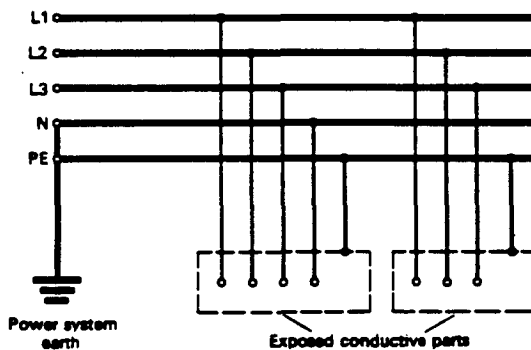 L1
L2
L3
N
PE
Power system
earth
Exposed conductive parts